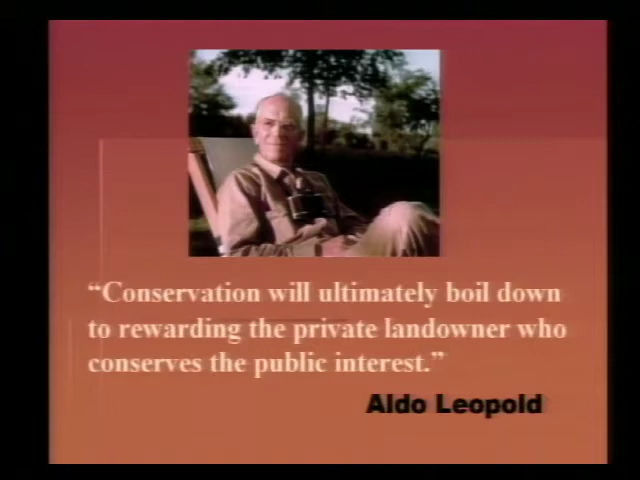 “Conservation will ultimately boil down
to rewarding the private landowner who
conserves the public interest.”
Aldo Leopold